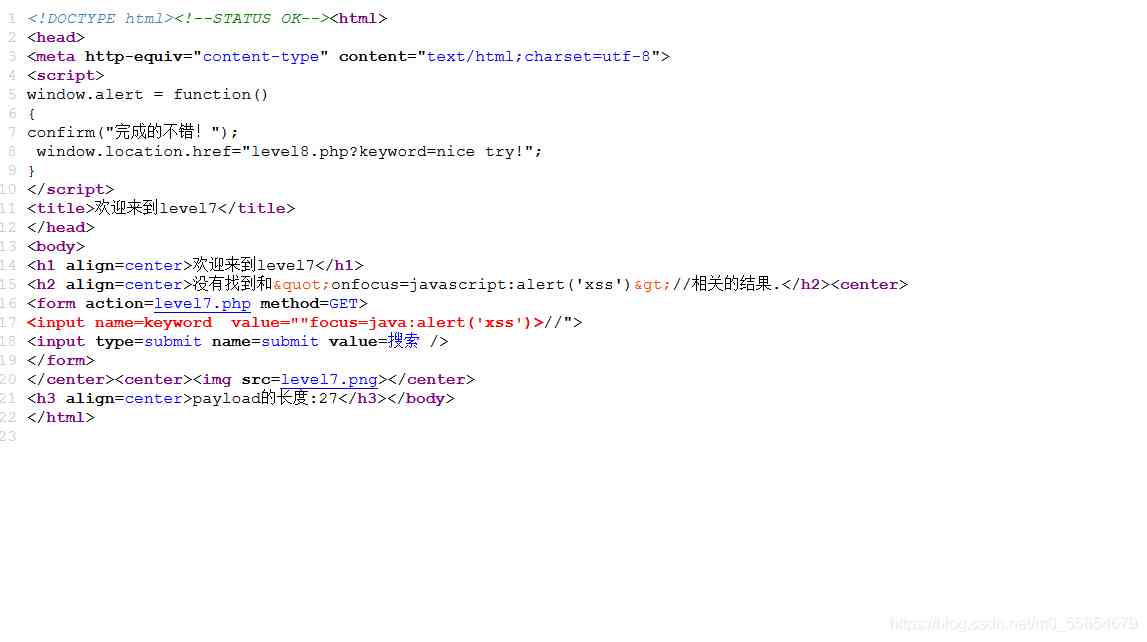 1 <!DOCTYPE html><!--STATUS OK--><html>
2 <head>
3 <meta http-equiv="content-type" content="text/html;charset=utf-8">
4 <script>
5 window.alert = function()
6 {
7 confirm("完成的不错！");
8  window.location.href="level8.php?keyword=nice try!";
9 }
10 </script>
11 <title>欢迎来到level7</title>
12 </head>
13 <body>
14 <h1 align=center>欢迎来到level7</h1>
15 <h2 align=center>没有找到和&quot;onfocus=javascript:alert('xss')&gt;//相关的结果.</h2><center>
16 <form action=level7.php method=GET>
17 <input name=keyword  value=""focus=java:alert('xss')>//">
18 <input type=submit name=submit value=搜索 />
19 </form>
20 </center><center><img src=level7.png></center>
21 <h3 align=center>payload的长度:27</h3></body>
22 </html>
23
https://blog.csdn.net/m0_55854679